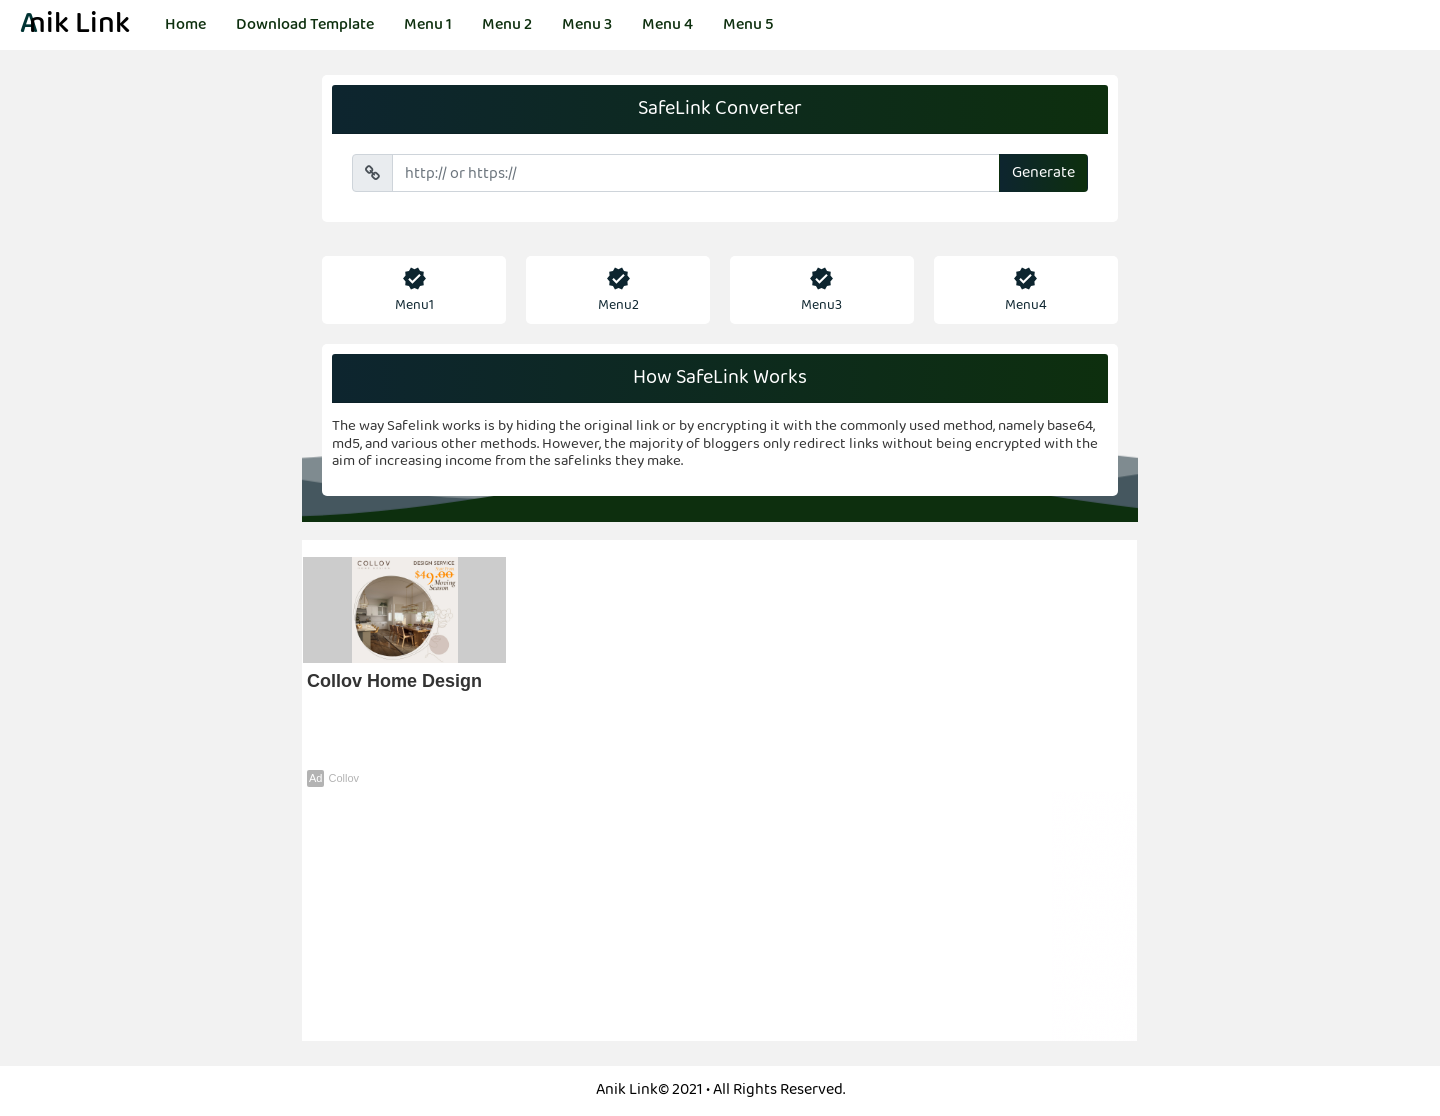 Anik Link
Home
Download Template
Menu 1
Menu 2
Menu 3
Menu 4
Menu 5
SafeLink Converter
http:// or https://
Generate
Menu1
Menu2
Menu3
Menu4
How SafeLink Works
The way Safelink works is by hiding the original link or by encrypting it with the commonly used method, namely base64,
md5, and various other methods. However, the majority of bloggers only redirect links without being encrypted with the
aim of increasing income from the safelinks they make.
COLLOV
DESIGN SERVICE
$49.00
Moving
Season
Collov Home Design
Ad Collov
Anik Link© 2021 • All Rights Reserved.